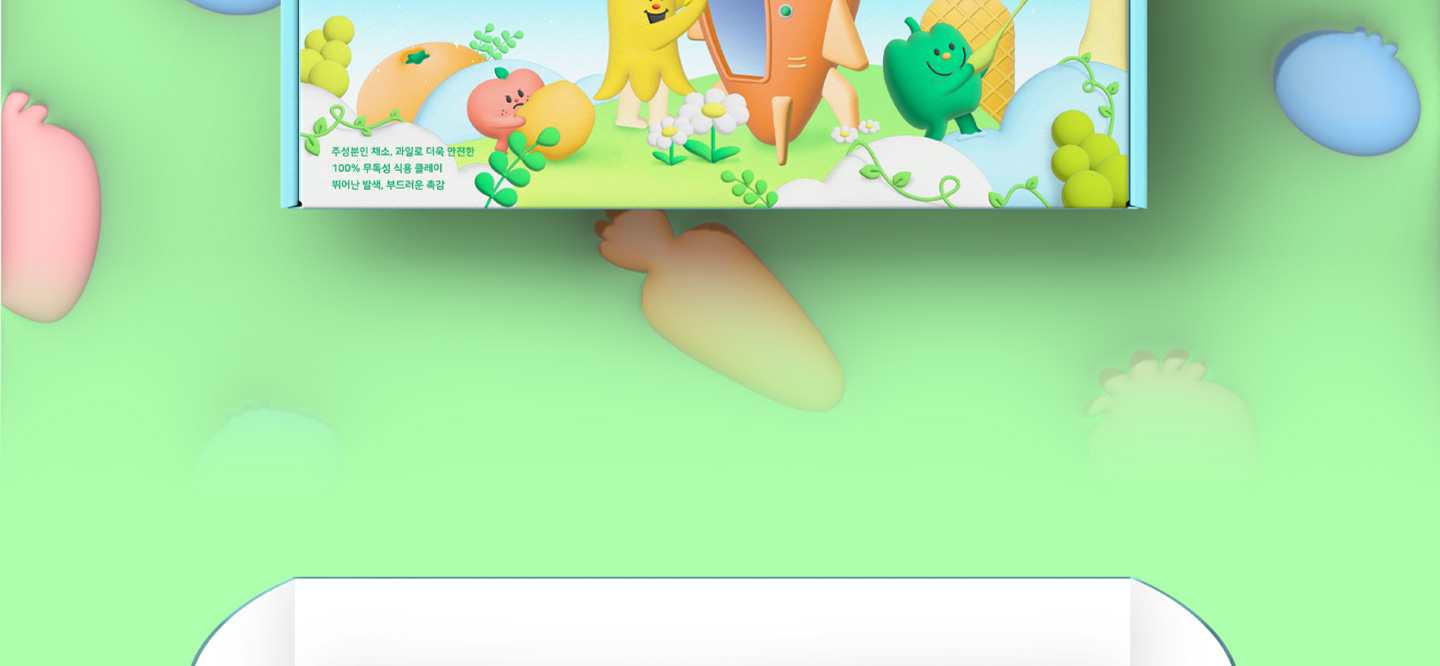 주성분인 채소, 과일로 더욱 안전한
100% 무독성 식용 클레이
뛰어난 발색, 부드러운 촉감